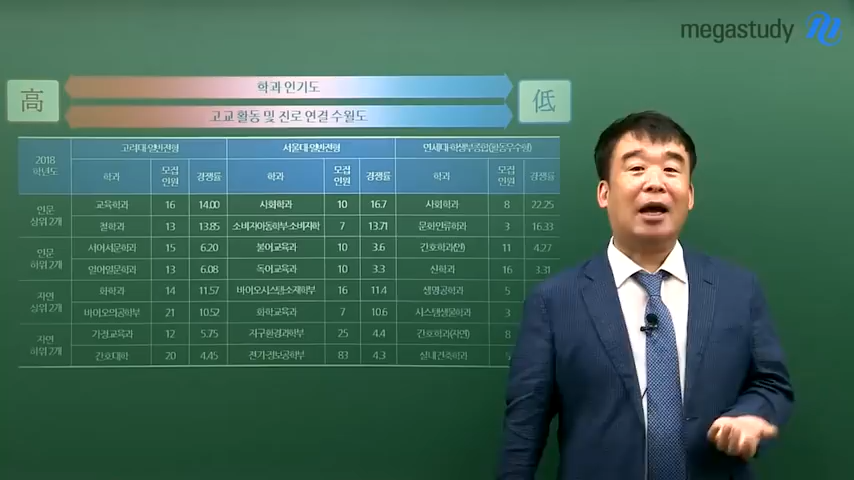 megastudy
高
학과 인기도
低
고교 활동 및 진로 연결 수월도
2018 학년도 고려대-일반전형 서울대-일반전형 연세대-학생부종합(활동우수형)
학과 모집인원 경쟁률 학과 모집인원 경쟁률 학과 모집인원 경쟁률
인문 상위 2개 교육학과 16 14.00 사회학과 10 16.7 사회학과 8 22.25
철학과 13 13.85 소비자아동학부-소비자학 7 13.71 문화인류학과 3 16.33
인문 하위 2개 서어서문학과 15 6.20 불어교육과 10 3.6 간호학과(인) 11 4.27
일어일문학과 13 6.08 독어교육과 10 3.3 신학과 16 3.31
자연 상위 2개 화학과 14 11.57 바이오시스템·소재학부 16 11.4 생명공학과 5
바이오의공학부 21 10.52 화학교육과 7 10.6 시스템생물학과 3
자연 하위 2개 가정교육과 12 5.75 지구환경과학부 25 4.4 간호학과(자연) 8
간호대학 20 4.45 전기·정보공학부 83 4.3 실내건축학과